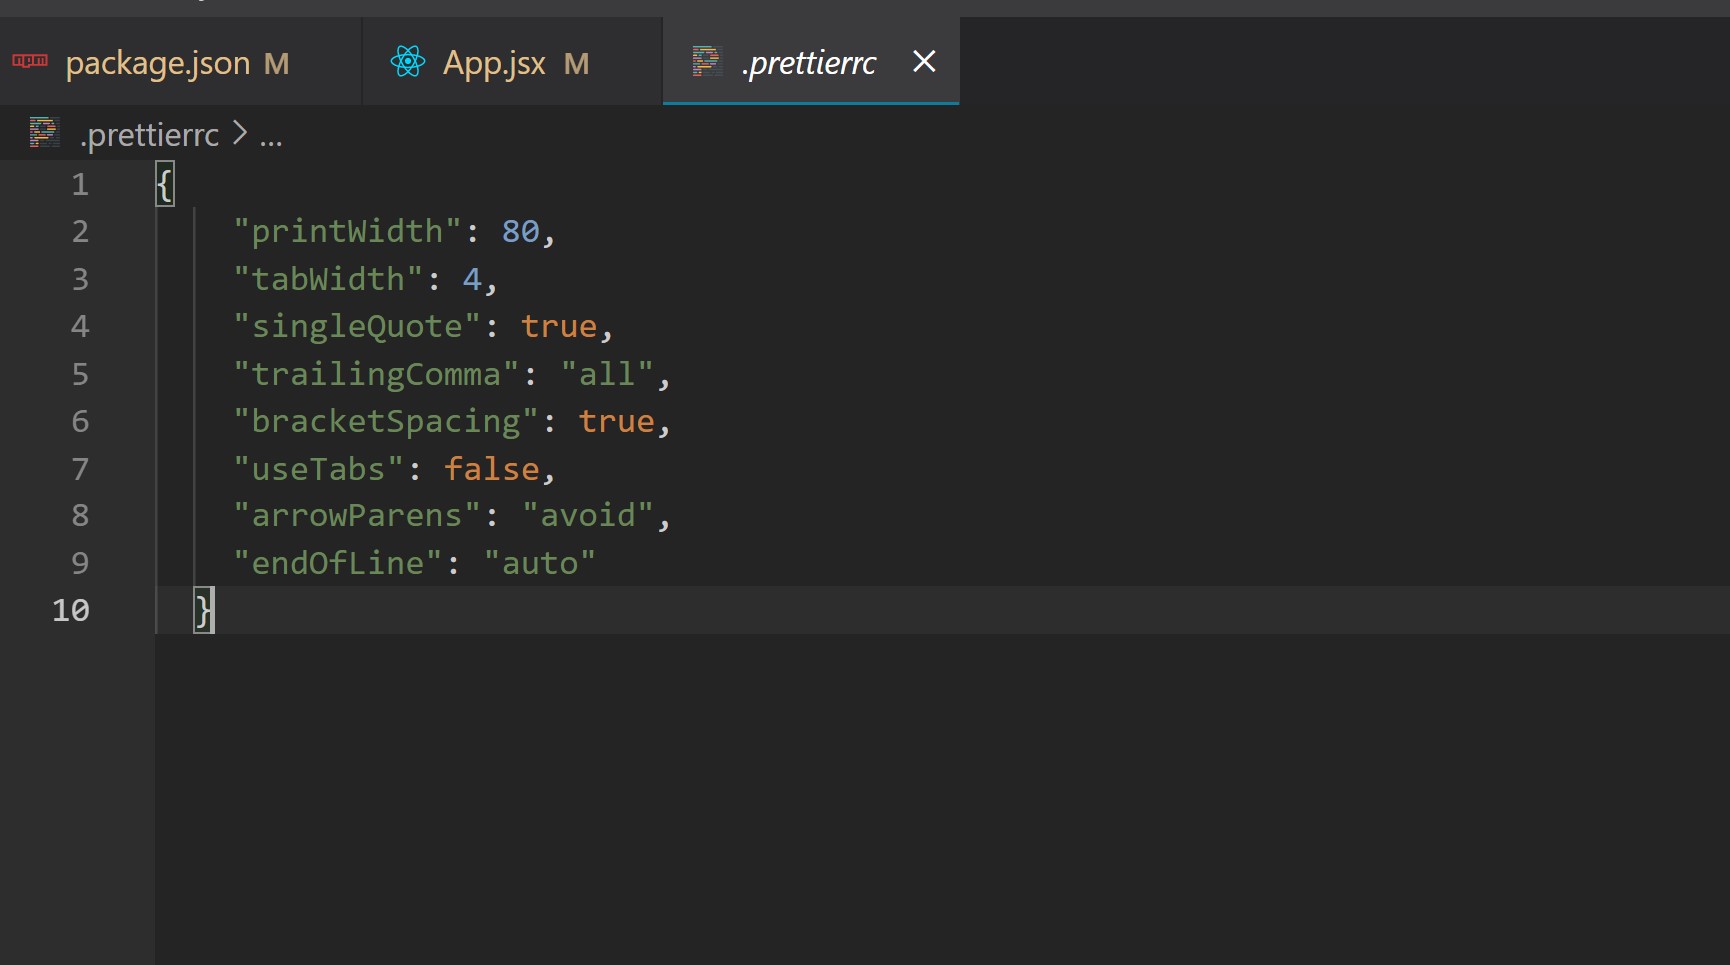 package.json M App.jsx M .prettierrc
.prettierrc > ...
1 {
2 "printWidth": 80,
3 "tabWidth": 4,
4 "singleQuote": true,
5 "trailingComma": "all",
6 "bracketSpacing": true,
7 "useTabs": false,
8 "arrowParens": "avoid",
9 "endOfLine": "auto"
10 }